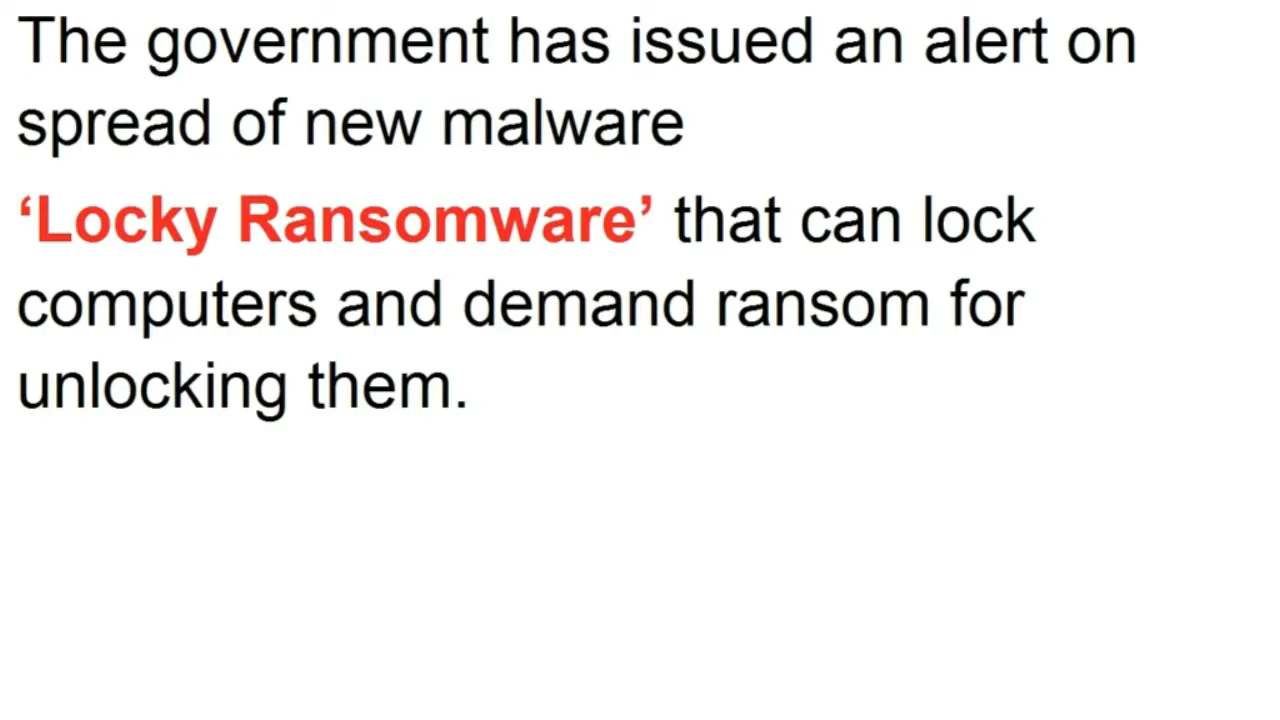 The government has issued an alert on
spread of new malware
‘Locky Ransomware’ that can lock
computers and demand ransom for
unlocking them.